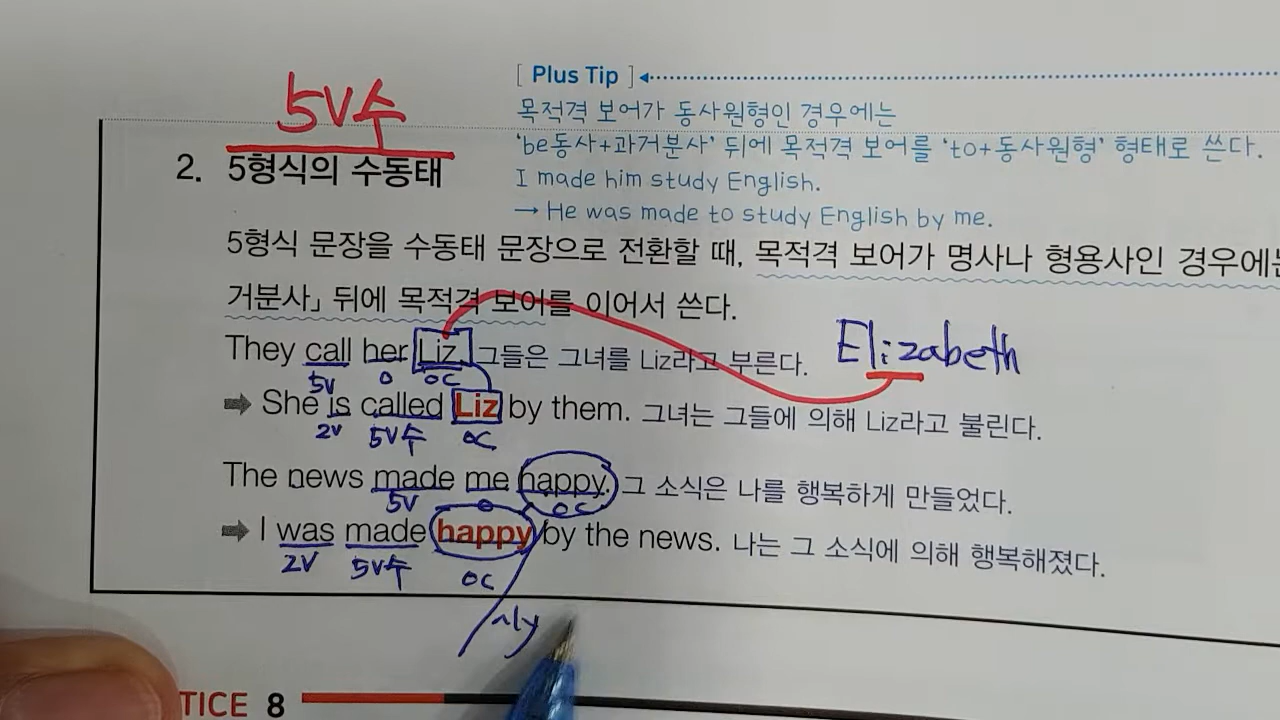 [ Plus Tip ]
5V수
목적격 보어가 동사원형인 경우에는
'be동사+과거분사' 뒤에 목적격 보어를 'to+동사원형' 형태로 쓴다.
2. 5형식의 수동태
I made him study English.
→ He was made to study English by me.
5형식 문장을 수동태 문장으로 전환할 때, 목적격 보어가 명사나 형용사인 경우에는
거분사」 뒤에 목적격 보어를 이어서 쓴다.
Elizabeth
They call her Liz. 그들은 그녀를 Liz라고 부른다.
5V O OC
➡ She is called Liz by them. 그녀는 그들에 의해 Liz라고 불린다.
2V 5V수 OC
The news made me happy. 그 소식은 나를 행복하게 만들었다.
5V O OC
➡ I was made happy by the news. 나는 그 소식에 의해 행복해졌다.
2V 5V수 OC
~ly
TICE 8